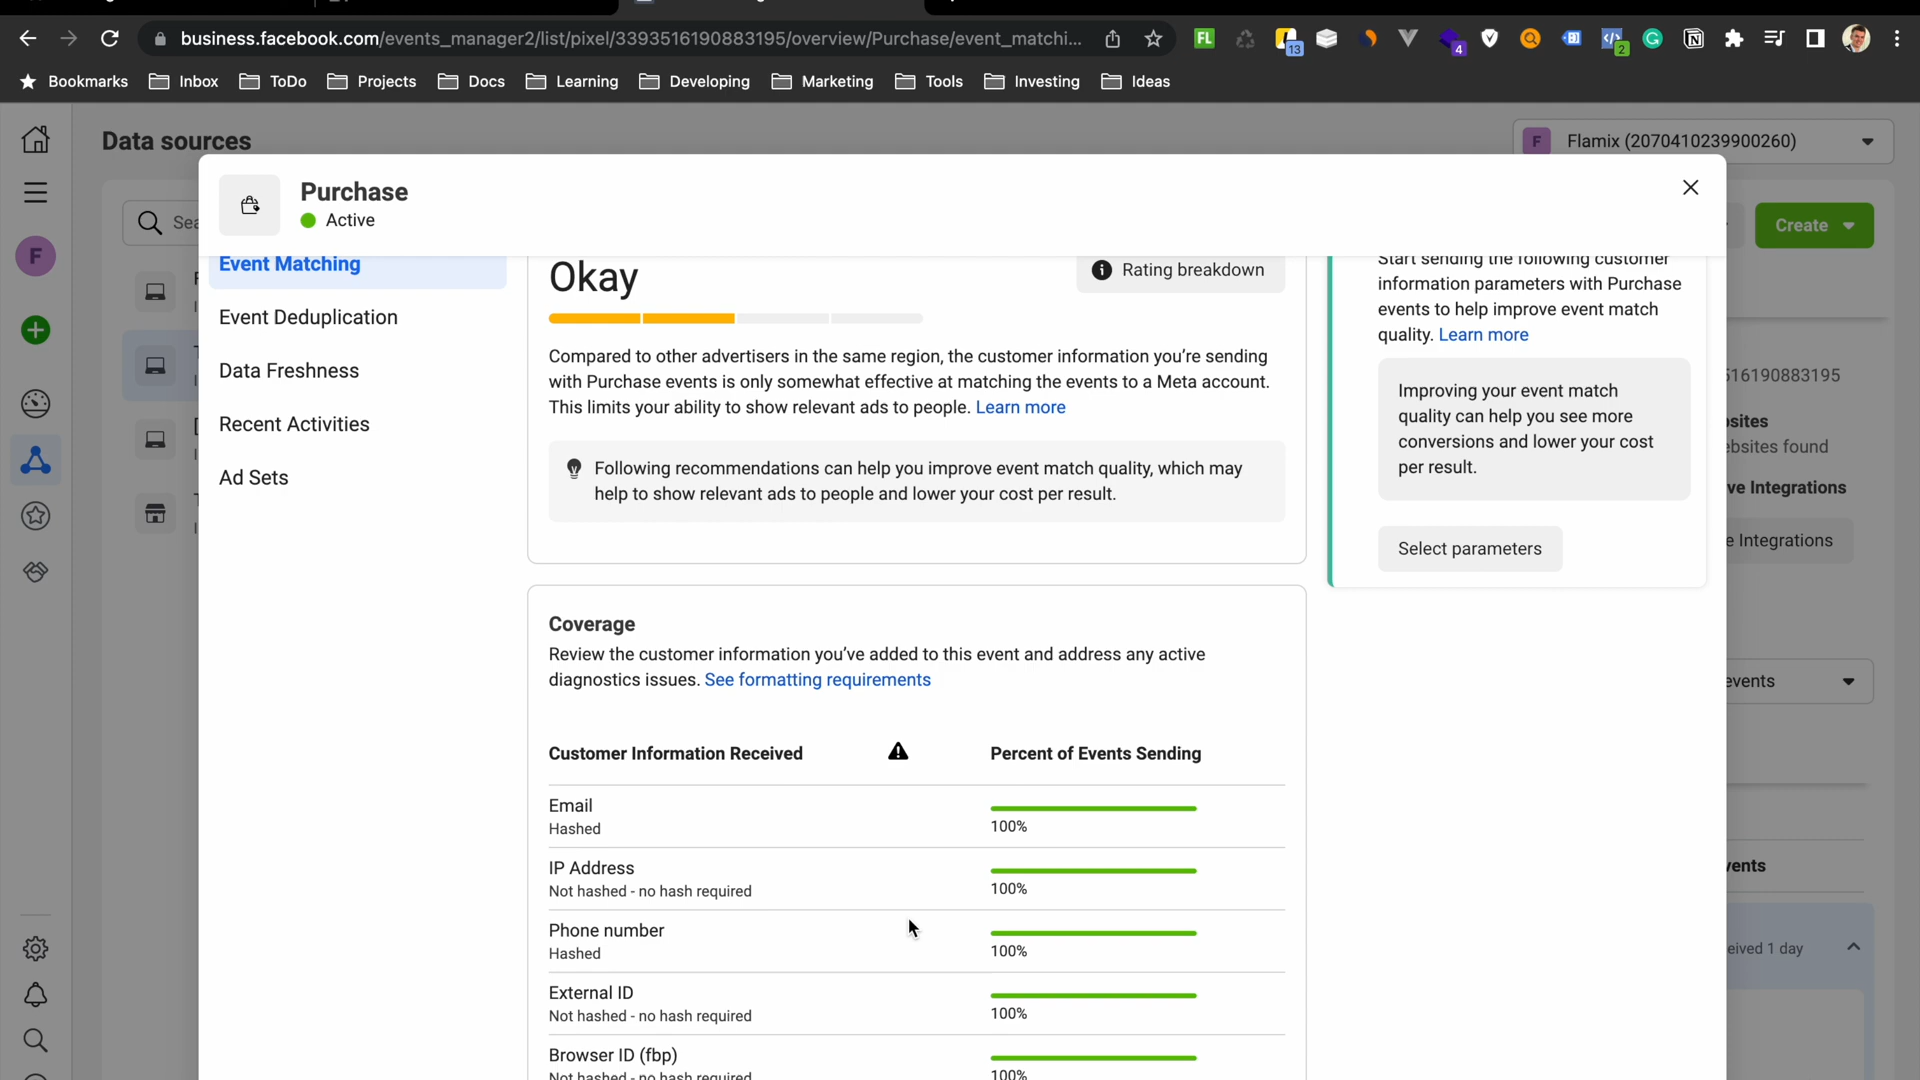 business.facebook.com/events_manager2/list/pixel/3393516190883195/overview/Purchase/event_matchi...
FL
13
4
2
Bookmarks
Inbox
ToDo
Projects
Docs
Learning
Developing
Marketing
Tools
Investing
Ideas
Data sources
F
Flamix (2070410239900260)
Purchase
Active
Sea
Create
F
Event Matching
Event Deduplication
Data Freshness
Recent Activities
Ad Sets
Okay
Rating breakdown
Compared to other advertisers in the same region, the customer information you're sending
with Purchase events is only somewhat effective at matching the events to a Meta account.
This limits your ability to show relevant ads to people. Learn more
Following recommendations can help you improve event match quality, which may
help to show relevant ads to people and lower your cost per result.
Start sending the following customer
information parameters with Purchase
events to help improve event match
quality. Learn more
Improving your event match
quality can help you see more
conversions and lower your cost
per result.
Select parameters
516190883195
bsites
ebsites found
ve Integrations
e Integrations
events
vents
eived 1 day
Coverage
Review the customer information you've added to this event and address any active
diagnostics issues. See formatting requirements
Customer Information Received
Percent of Events Sending
Email
Hashed
100%
IP Address
Not hashed - no hash required
100%
Phone number
Hashed
100%
External ID
Not hashed - no hash required
100%
Browser ID (fbp)
Not hashed - no hash required
100%